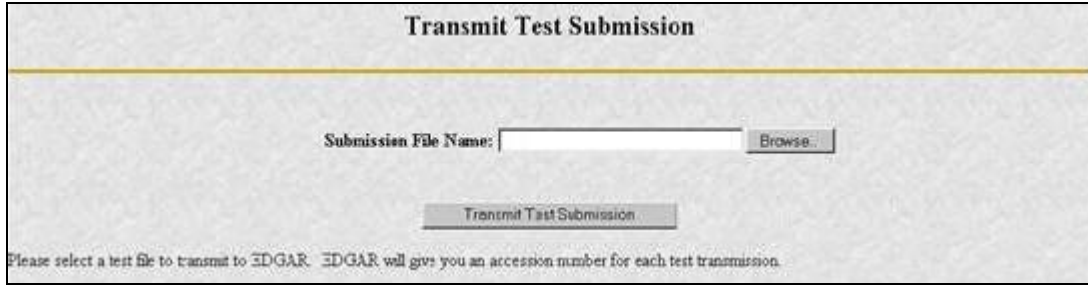 Transmit Test Submission
Submission File Name: Browse..
Transmit Test Submission
Please select a test file to transmit to EDGAR. EDGAR will give you an accession number for each test transmission.